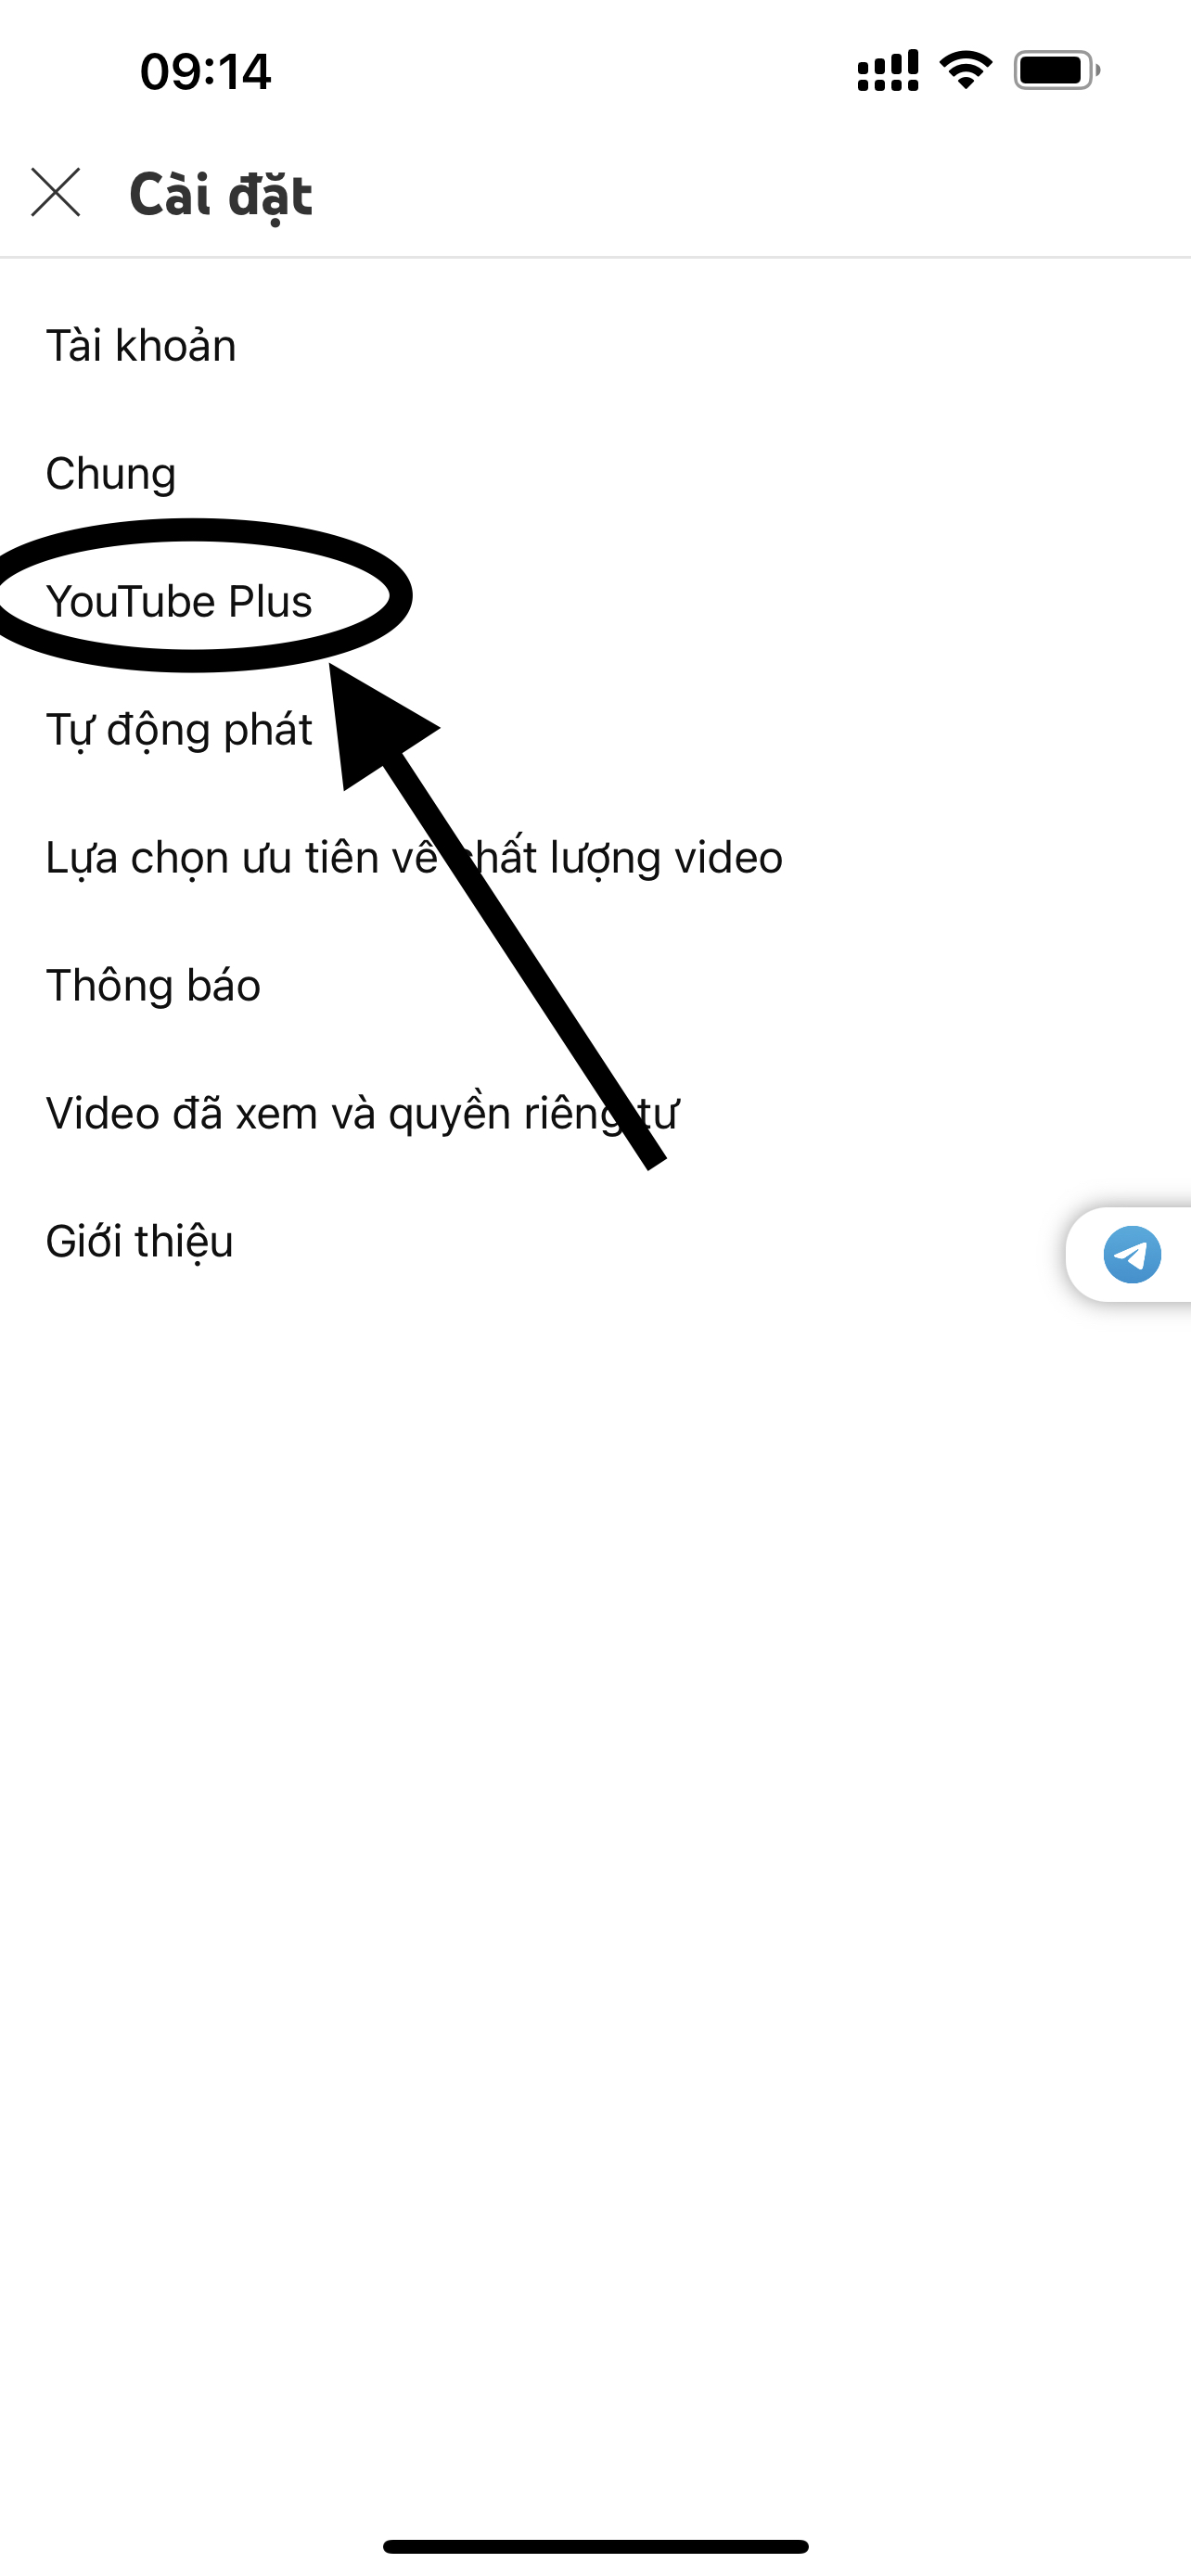 09:14
Cài đặt
Tài khoản
Chung
YouTube Plus
Tự động phát
Lựa chọn ưu tiên về chất lượng video
Thông báo
Video đã xem và quyền riêng tư
Giới thiệu